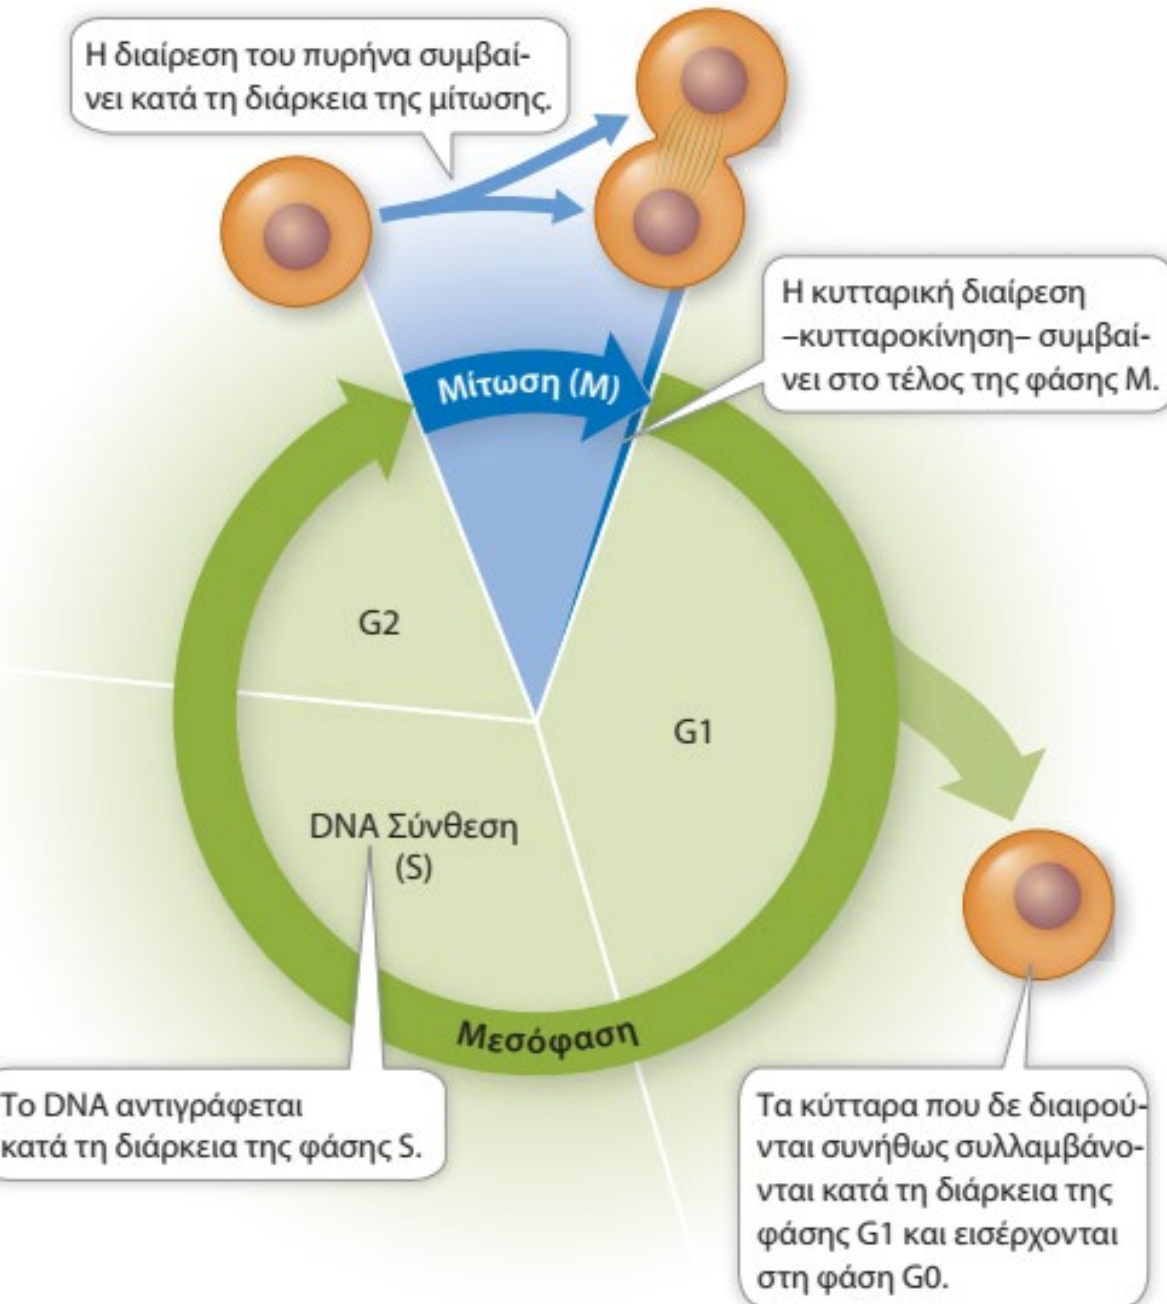 Η διαίρεση του πυρήνα συμβαί-
νει κατά τη διάρκεια της μίτωσης.
Η κυτταρική διαίρεση
–κυτταροκίνηση– συμβαί-
νει στο τέλος της φάσης Μ.
Μίτωση (Μ)
G2
G1
DNA Σύνθεση
(S)
Μεσόφαση
Το DNA αντιγράφεται
κατά τη διάρκεια της φάσης S.
Τα κύτταρα που δε διαιρού-
νται συνήθως συλλαμβάνο-
νται κατά τη διάρκεια της
φάσης G1 και εισέρχονται
στη φάση G0.